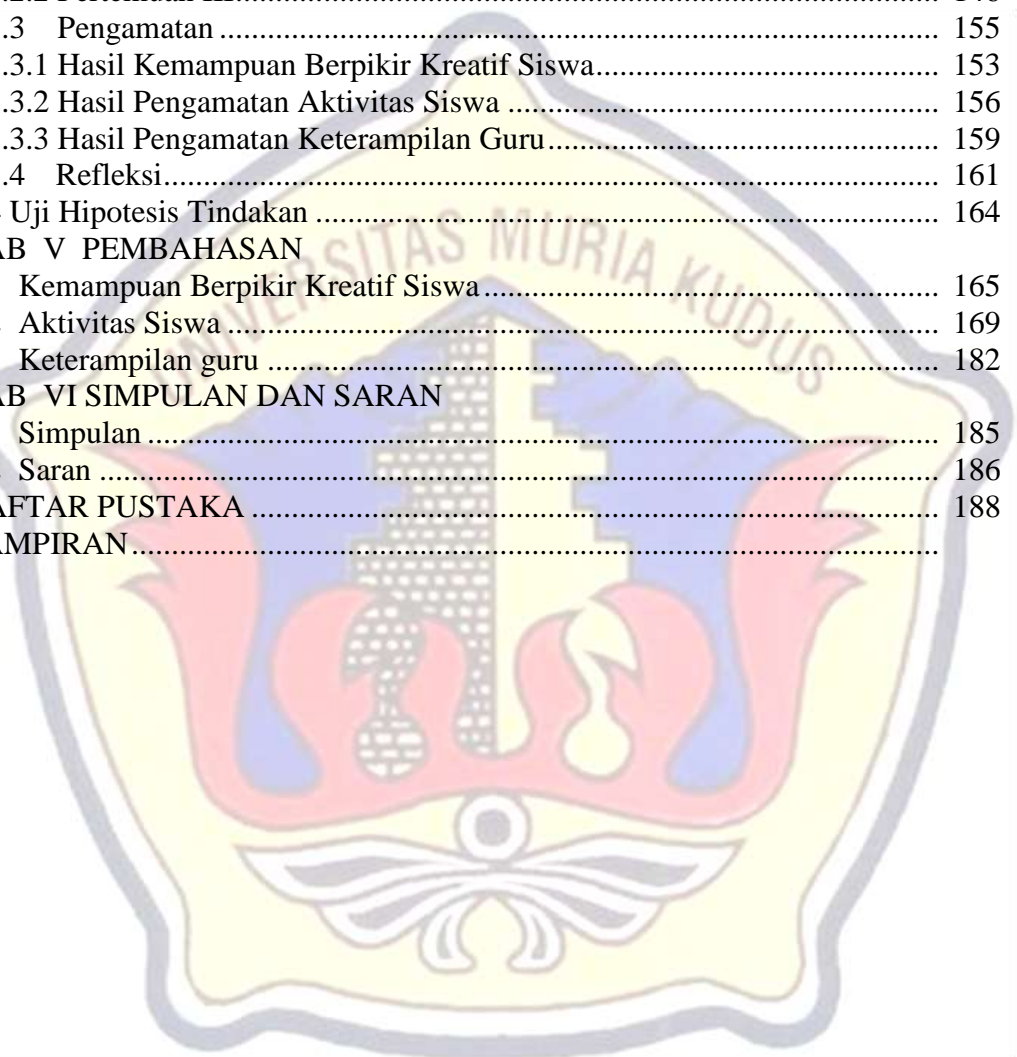 .3 Pengamatan ........ 155
.3.1 Hasil Kemampuan Berpikir Kreatif Siswa ........ 153
.3.2 Hasil Pengamatan Aktivitas Siswa ........ 156
.3.3 Hasil Pengamatan Keterampilan Guru ........ 159
.4 Refleksi ........ 161
Uji Hipotesis Tindakan ........ 164
AB V PEMBAHASAN
Kemampuan Berpikir Kreatif Siswa ........ 165
Aktivitas Siswa ........ 169
Keterampilan guru ........ 182
AB VI SIMPULAN DAN SARAN
Simpulan ........ 185
Saran ........ 186
AFTAR PUSTAKA ........ 188
AMPIRAN ........
UNIVERSITAS MURIA KUDUS